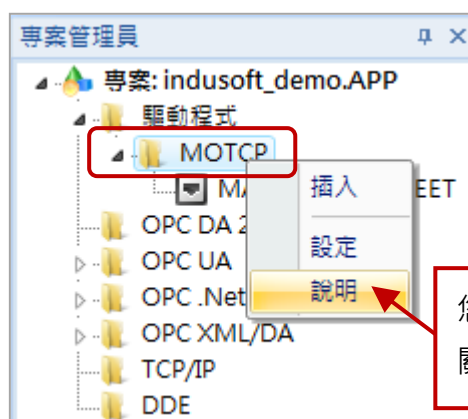 專案管理員
專案: indusoft_demo.APP
驅動程式
MOTCP
插入
EET
OPC DA 2
設定
OPC UA
說明
OPC .Net
OPC XML/DA
TCP/IP
DDE